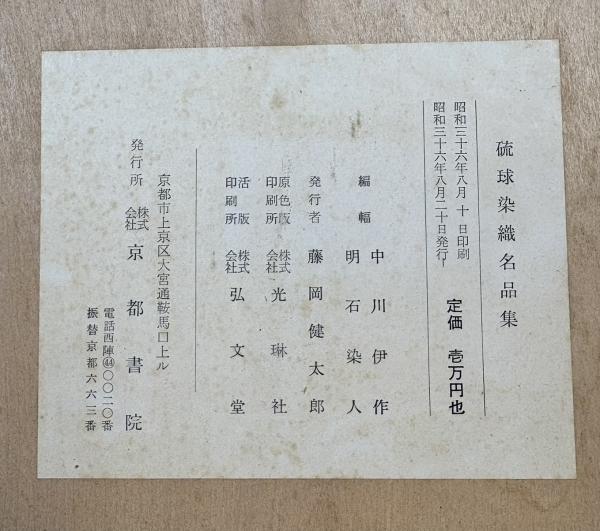 硫球染織名品集
昭和三十六年八月 十 日印刷
昭和三十六年八月二十日発行
定価 壱万円也
編輻 中川伊作
明石染人
発行者 藤岡健太郎
原色版印刷所 株式会社 光琳社
活版印刷所 株式会社 弘文堂
京都市上京区大宮通鞍馬口上ル
発行所 株式会社 京都書院
電話西陣㊹〇〇二〇番
振替京都六六三番